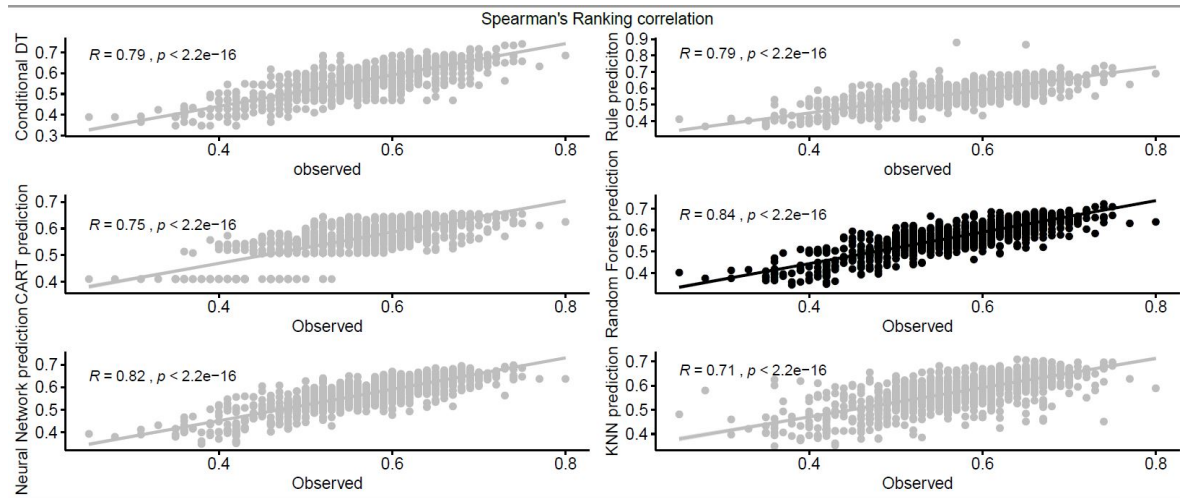 Spearman's Ranking correlation
Conditional DT
0.7
0.6
0.5
0.4
0.3
R = 0.79 , p < 2.2e−16
0.4
0.6
0.8
observed
Rule prediciton
0.9
0.8
0.7
0.6
0.5
0.4
R = 0.79 , p < 2.2e−16
0.4
0.6
0.8
observed
CART prediction
0.7
0.6
0.5
0.4
R = 0.75 , p < 2.2e−16
0.4
0.6
0.8
Observed
Random Forest prediction
0.7
0.6
0.5
0.4
R = 0.84 , p < 2.2e−16
0.4
0.6
0.8
Observed
Neural Network prediction
0.7
0.6
0.5
0.4
R = 0.82 , p < 2.2e−16
0.4
0.6
0.8
Observed
KNN prediction
0.7
0.6
0.5
0.4
R = 0.71 , p < 2.2e−16
0.4
0.6
0.8
Observed